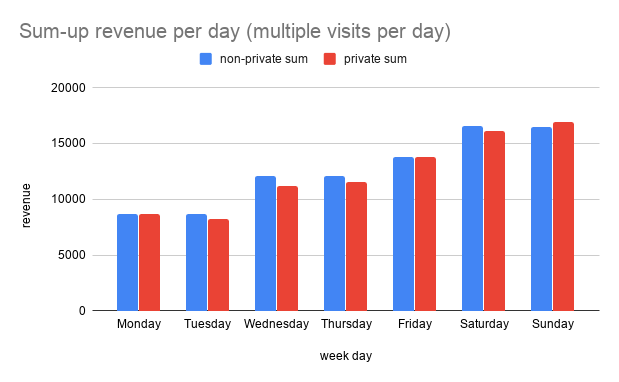 Sum-up revenue per day (multiple visits per day)
non-private sum private sum
20000
15000
10000
5000
0
revenue
Monday Tuesday Wednesday Thursday Friday Saturday Sunday
week day